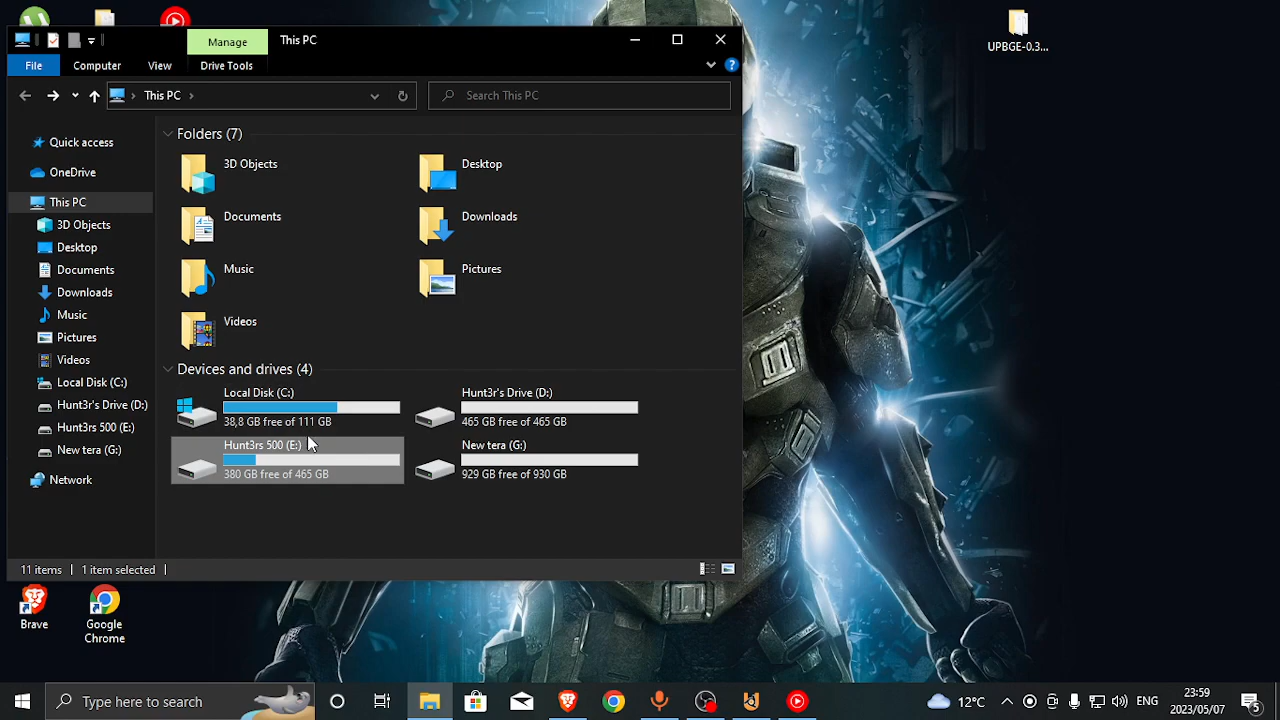 Manage
This PC
File
Computer
View
Drive Tools
This PC
Search This PC
Quick access
OneDrive
This PC
3D Objects
Desktop
Documents
Downloads
Music
Pictures
Videos
Local Disk (C:)
Hunt3r's Drive (D:)
Hunt3rs 500 (E:)
New tera (G:)
Network
Folders (7)
3D Objects
Desktop
Documents
Downloads
Music
Pictures
Videos
Devices and drives (4)
Local Disk (C:)
38,8 GB free of 111 GB
Hunt3r's Drive (D:)
465 GB free of 465 GB
Hunt3rs 500 (E:)
380 GB free of 465 GB
New tera (G:)
929 GB free of 930 GB
11 items
1 item selected
UPBGE-0.3...
Brave
Google
Chrome
Type here to search
12°C
ENG
23:59
2023/05/07
5